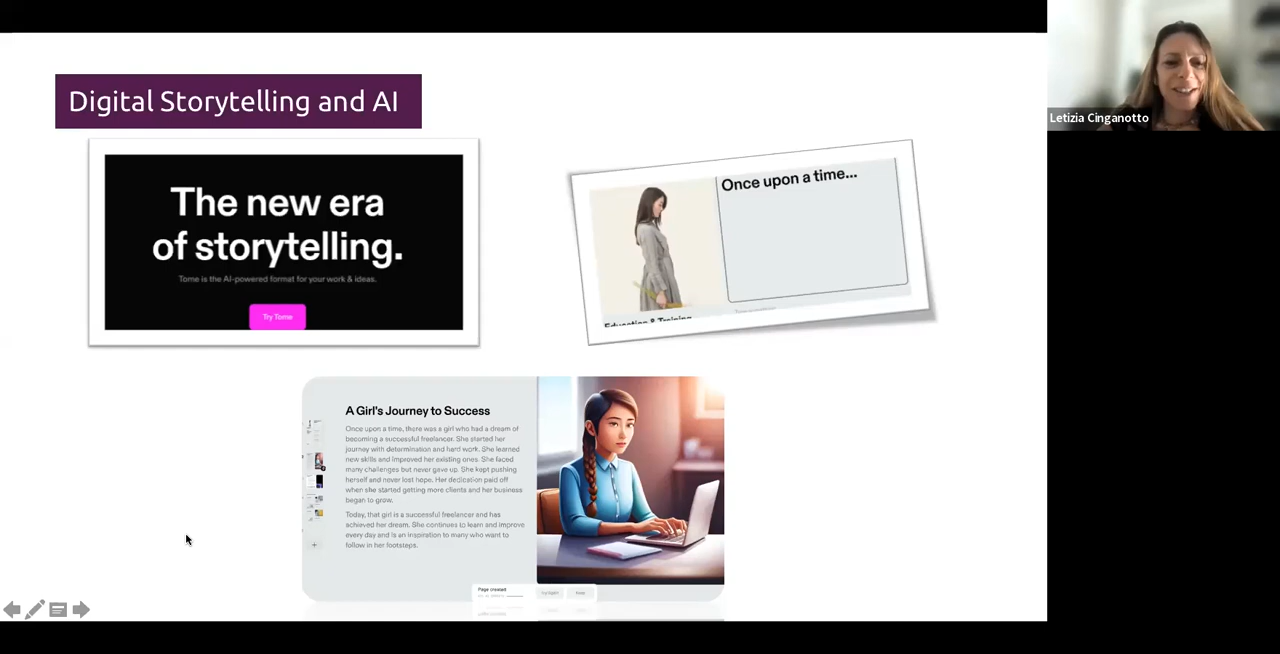 Digital Storytelling and AI
Letizia Cinganotto
The new era
of storytelling.
Tome is the AI-powered format for your work & ideas.
Try Tome
Once upon a time...
Education & Training
A Girl's Journey to Success
Once upon a time, there was a girl who had a dream of
becoming a successful freelancer. She started her
journey with determination and hard work. She learned
new skills and improved her existing ones. She faced
many challenges but never gave up. She kept pushing
herself and never lost hope. Her dedication paid off
when she started getting more clients and her business
began to grow.
Today, that girl is a successful freelancer and has
achieved her dream. She continues to learn and improve
every day and is an inspiration to many who want to
follow in her footsteps.
Page created
Try again
Keep